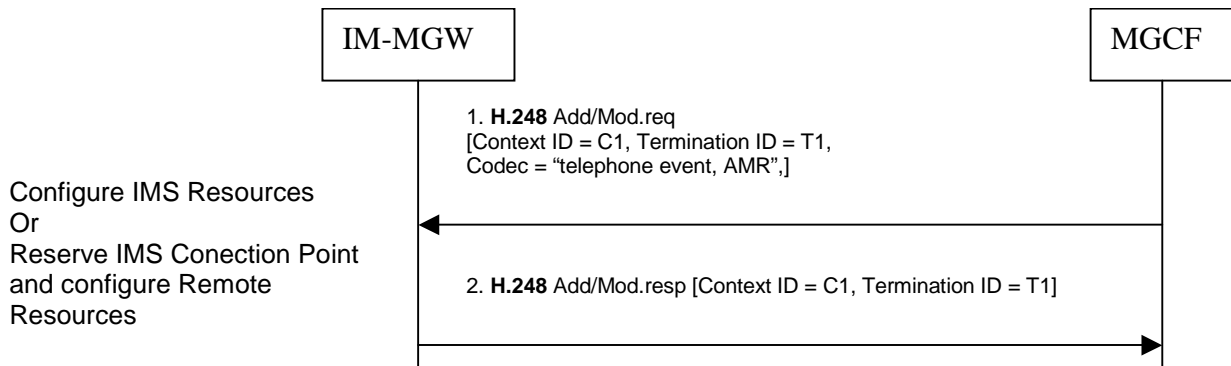 IM-MGW
MGCF
1. H.248 Add/Mod.req
[Context ID = C1, Termination ID = T1,
Codec = “telephone event, AMR”,]
Configure IMS Resources
Or
Reserve IMS Conection Point
and configure Remote
Resources
2. H.248 Add/Mod.resp [Context ID = C1, Termination ID = T1]